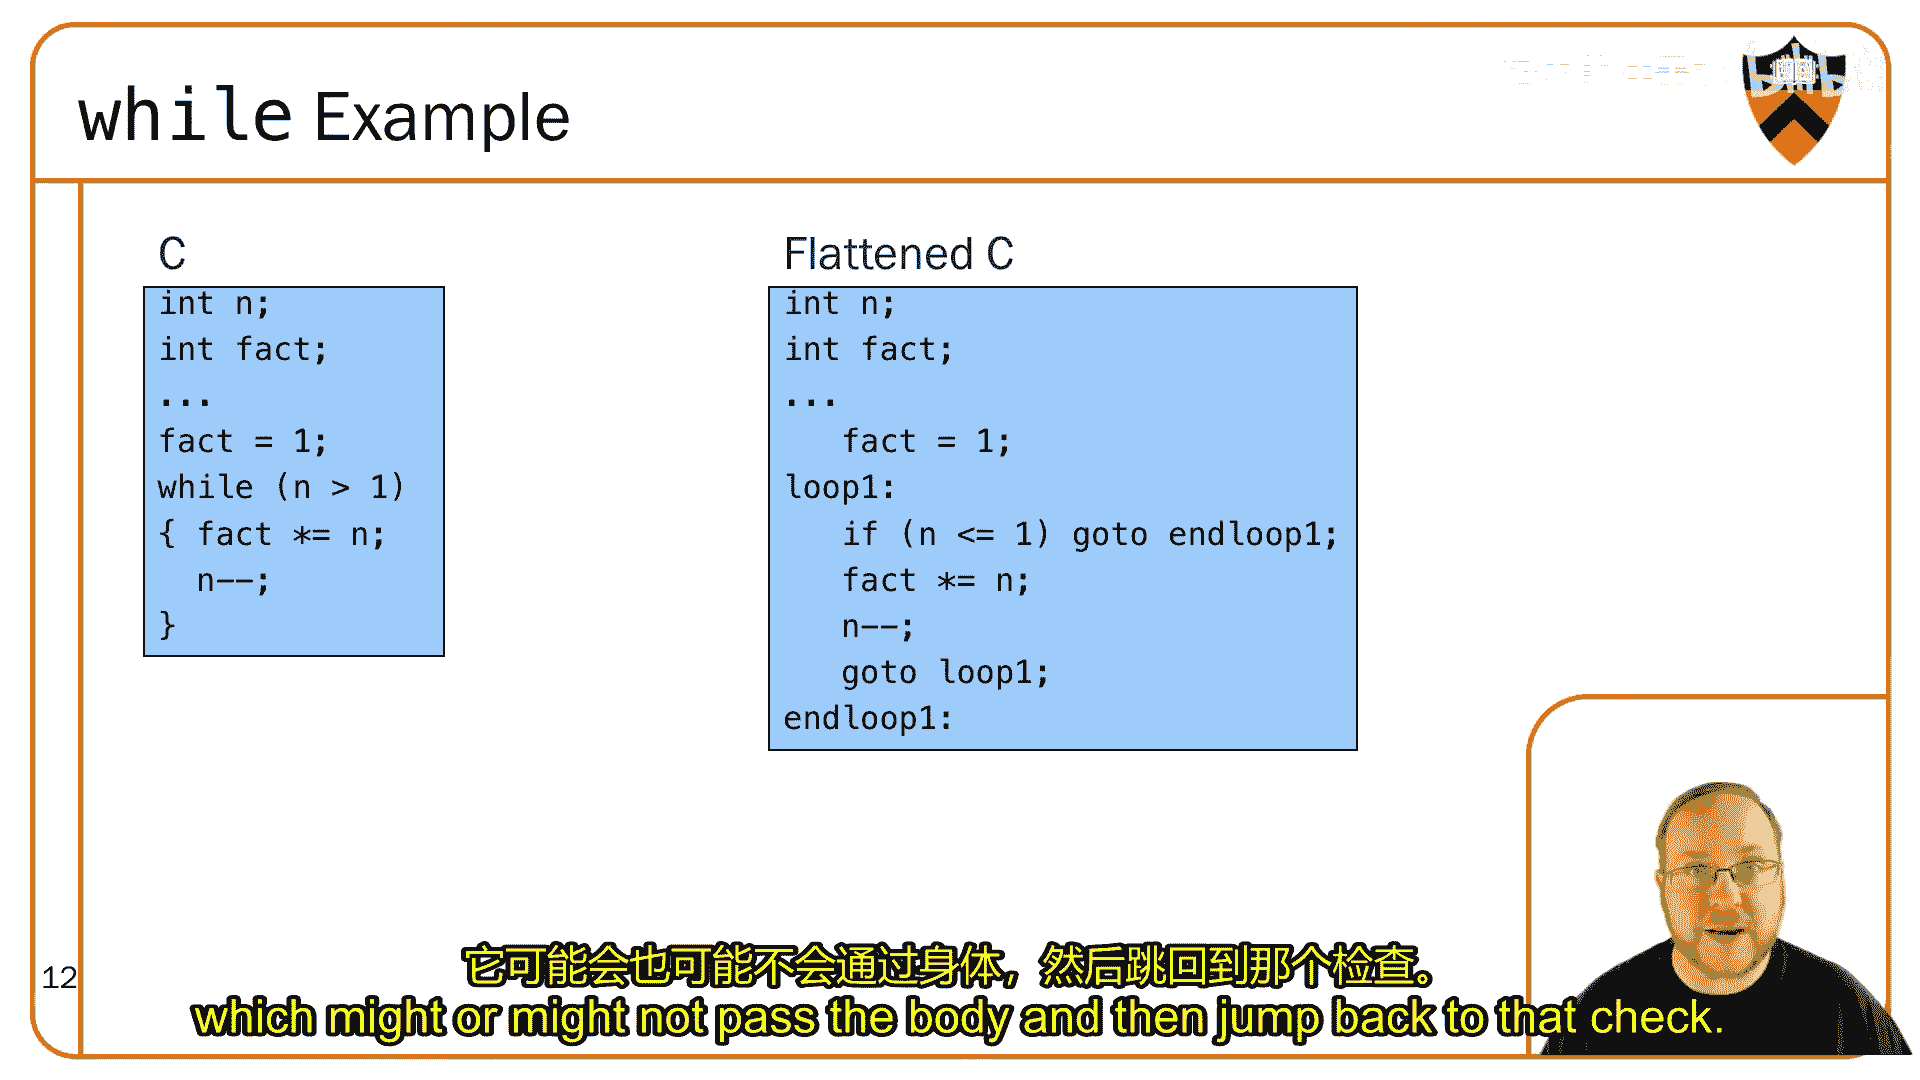 while Example
C
int n;
int fact;
...
fact = 1;
while (n > 1)
{ fact *= n;
  n--;
}
Flattened C
int n;
int fact;
...
   fact = 1;
loop1:
   if (n <= 1) goto endloop1;
   fact *= n;
   n--;
   goto loop1;
endloop1:
12
它可能会也可能不会通过身体，然后跳回到那个检查。
which might or might not pass the body and then jump back to that check.